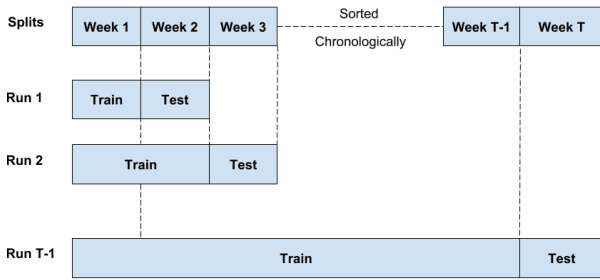 Splits Week 1 Week 2 Week 3 Sorted Chronologically Week T-1 Week T
Run 1 Train Test
Run 2 Train Test
Run T-1 Train Test